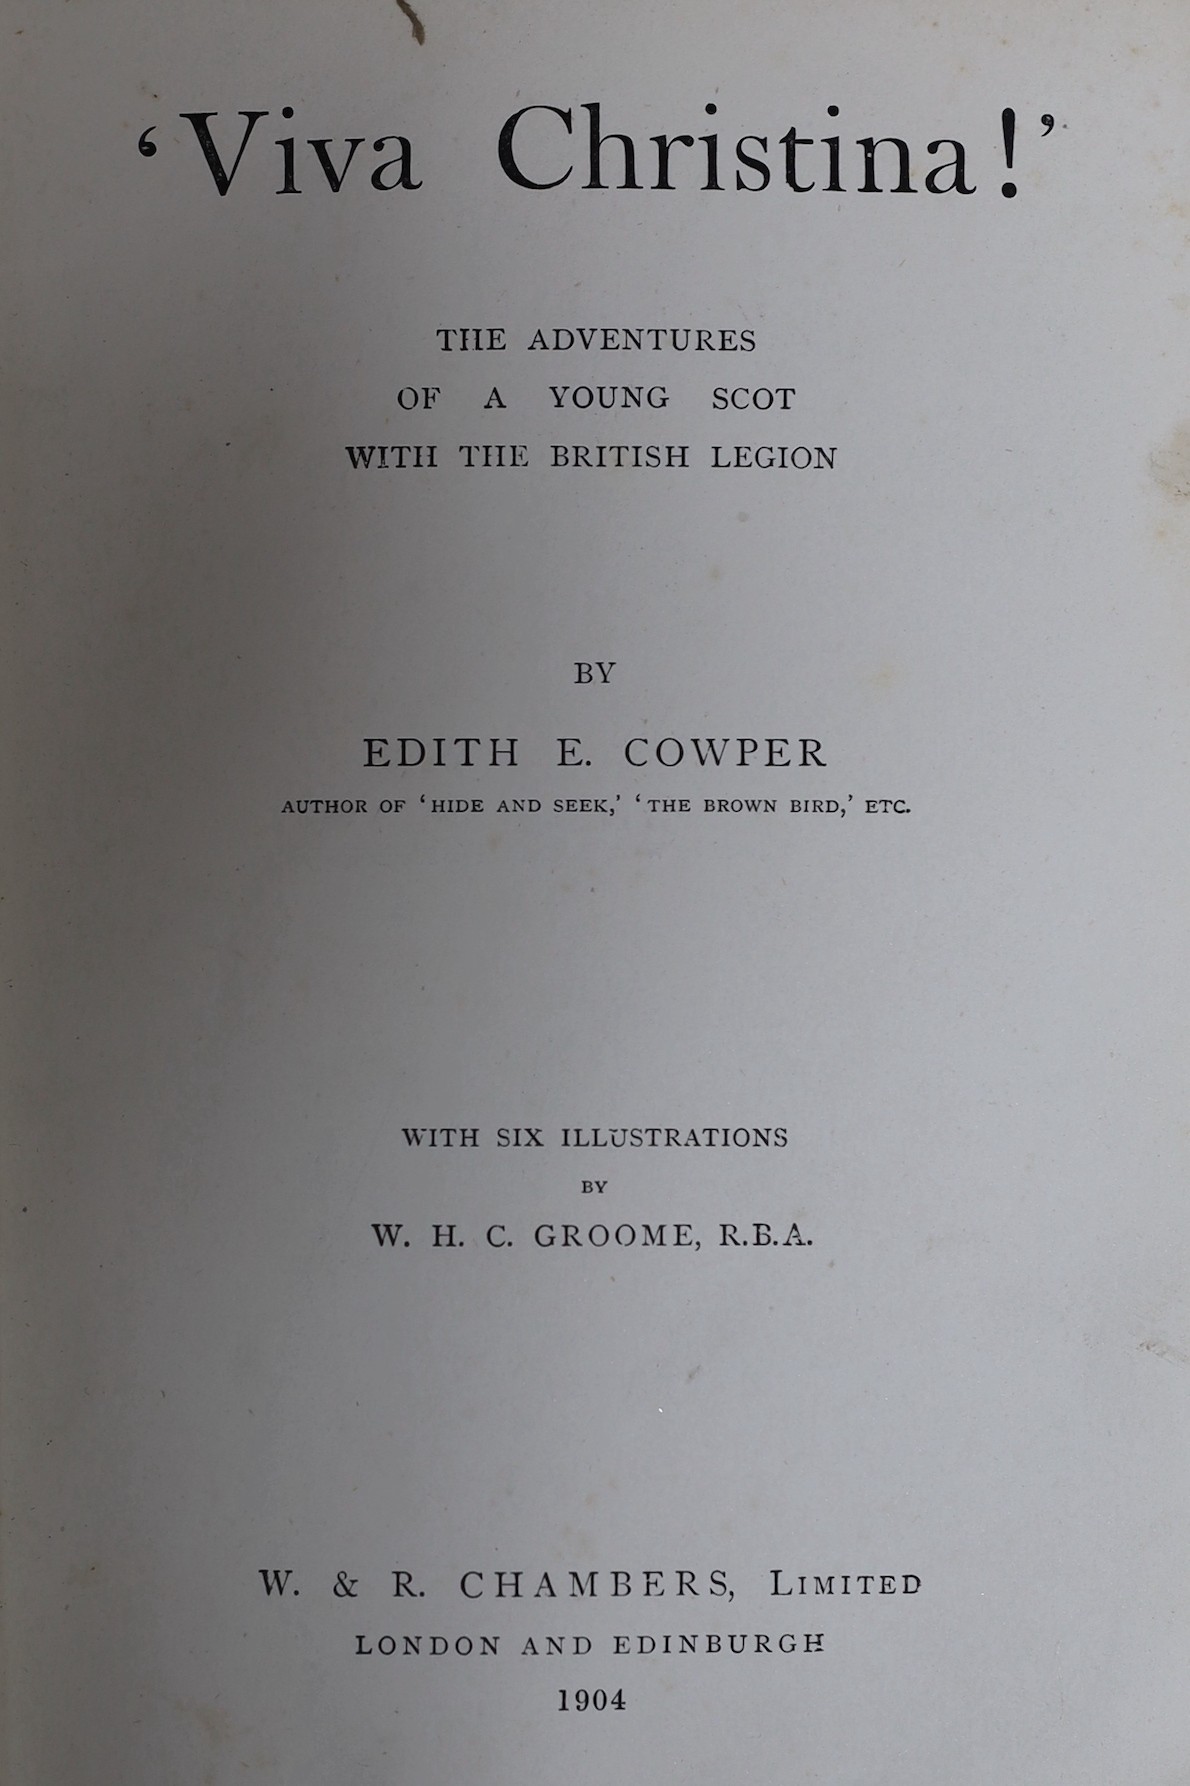 ‘Viva Christina!’
THE ADVENTURES
OF A YOUNG SCOT
WITH THE BRITISH LEGION
BY
EDITH E. COWPER
AUTHOR OF ‘HIDE AND SEEK,’ ‘THE BROWN BIRD,’ ETC.
WITH SIX ILLUSTRATIONS
BY
W. H. C. GROOME, R.B.A.
W. & R. CHAMBERS, LIMITED
LONDON AND EDINBURGH
1904